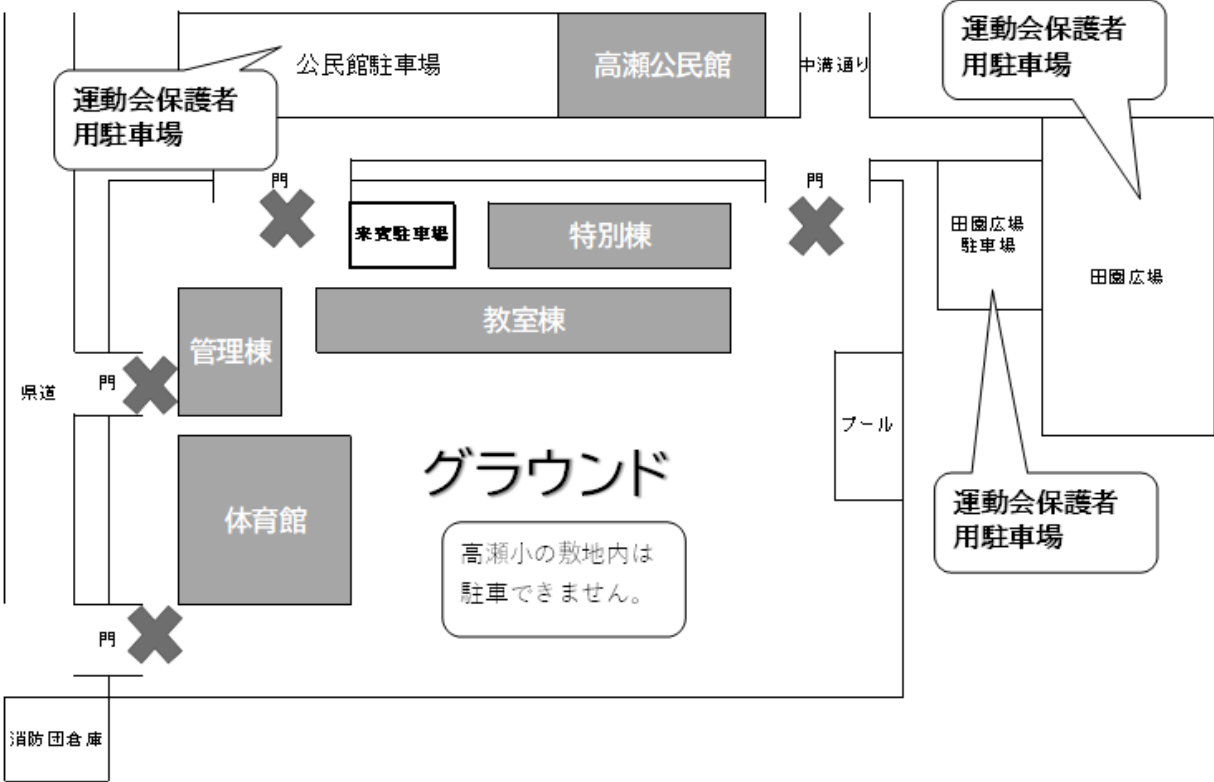 運動会保護者
用駐車場
公民館駐車場
高瀬公民館
中溝通り
運動会保護者
用駐車場
門
門
来賓駐車場
特別棟
田園広場
駐車場
田園広場
教室棟
管理棟
県道
門
プール
グラウンド
体育館
高瀬小の敷地内は
駐車できません。
運動会保護者
用駐車場
門
消防団倉庫